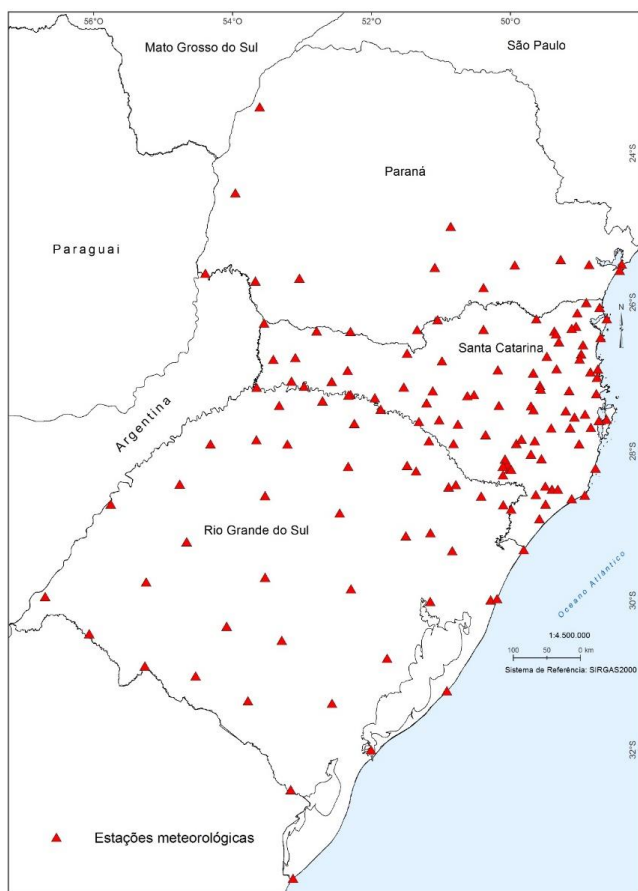 56°O
54°O
52°O
50°O
Mato Grosso do Sul
São Paulo
24°S
Paraná
Paraguai
26°S
N
Santa Catarina
Argentina
28°S
Rio Grande do Sul
Oceano Atlântico
30°S
1:4.500.000
100 50 0 km
Sistema de Referência: SIRGAS2000
32°S
Estações meteorológicas